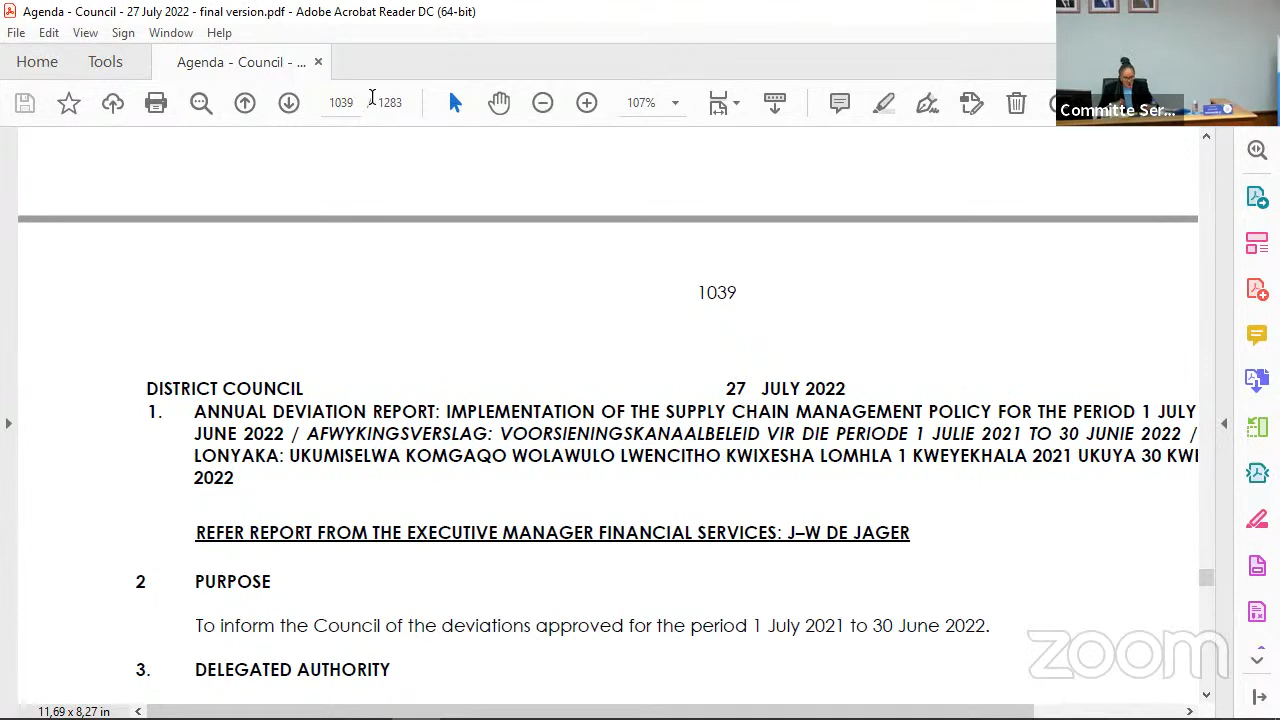 Agenda - Council - 27 July 2022 - final version.pdf - Adobe Acrobat Reader DC (64-bit)
File Edit View Sign Window Help
Home Tools Agenda - Council - ... ×
1039 / 1283 107%
Committe Ser...
1039
DISTRICT COUNCIL 27 JULY 2022
1. ANNUAL DEVIATION REPORT: IMPLEMENTATION OF THE SUPPLY CHAIN MANAGEMENT POLICY FOR THE PERIOD 1 JULY
JUNE 2022 / AFWYKINGSVERSLAG: VOORSIENINGSKANAALBELEID VIR DIE PERIODE 1 JULIE 2021 TO 30 JUNIE 2022 /
LONYAKA: UKUMISELWA KOMGAQO WOLAWULO LWENCITHO KWIXESHA LOMHLA 1 KWEYEKHALA 2021 UKUYA 30 KWE
2022
REFER REPORT FROM THE EXECUTIVE MANAGER FINANCIAL SERVICES: J–W DE JAGER
2 PURPOSE
To inform the Council of the deviations approved for the period 1 July 2021 to 30 June 2022.
3. DELEGATED AUTHORITY
zoom
11,69 x 8,27 in